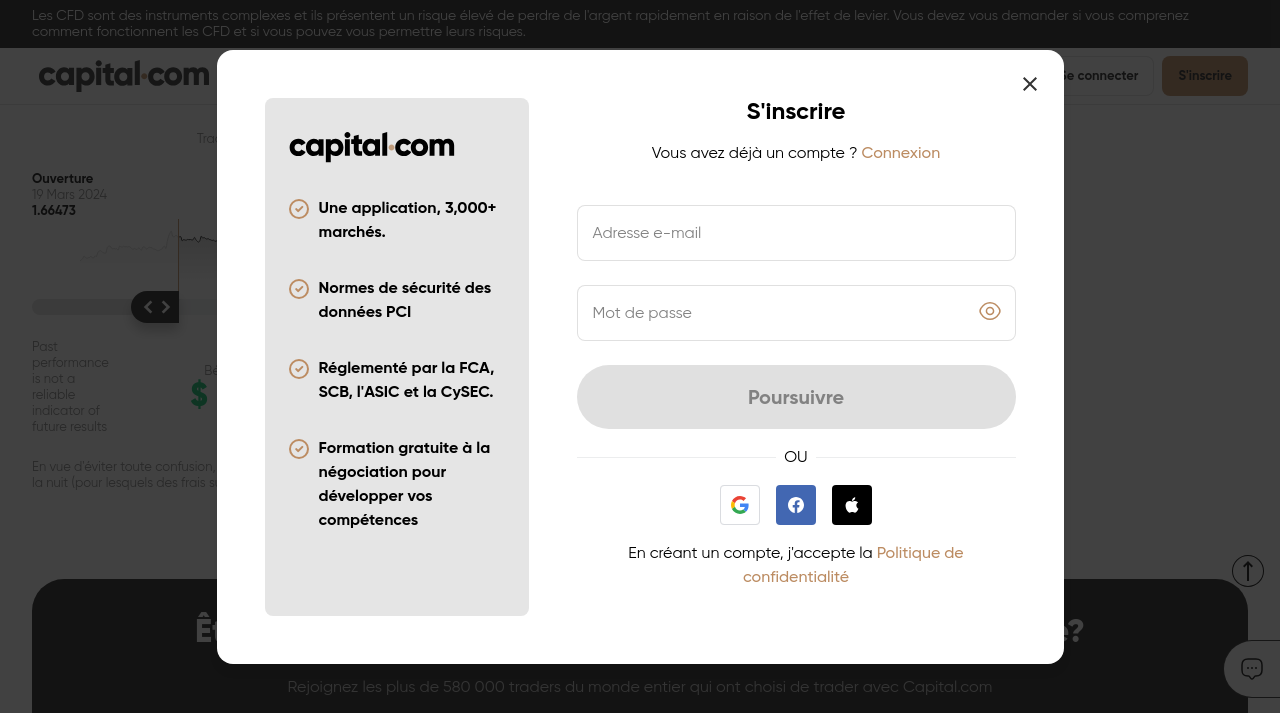 Les CFD sont des instruments complexes et ils présentent un risque élevé de perdre de l'argent rapidement en raison de l'effet de levier. Vous devez vous demander si vous comprenez
comment fonctionnent les CFD et si vous pouvez vous permettre leurs risques.
capital.com
Se connecter
S'inscrire
Ouverture
19 Mars 2024
1.66473
Past
performance
is not a
reliable
indicator of
future results
$
En vue d'éviter toute confusion,
la nuit (pour lesquels des frais
capital.com
Une application, 3,000+
marchés.
Normes de sécurité des
données PCI
Réglementé par la FCA,
SCB, l'ASIC et la CySEC.
Formation gratuite à la
négociation pour
développer vos
compétences
S'inscrire
Vous avez déjà un compte ? Connexion
Adresse e-mail
Mot de passe
Poursuivre
OU
En créant un compte, j'accepte la Politique de
confidentialité
Rejoignez les plus de 580 000 traders du monde entier qui ont choisi de trader avec Capital.com